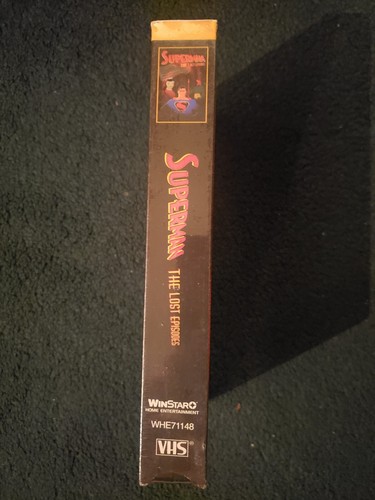 SUPERMAN
SUPERMAN
THE LOST EPISODES
WINSTAR
HOME ENTERTAINMENT
WHE71148
VHS